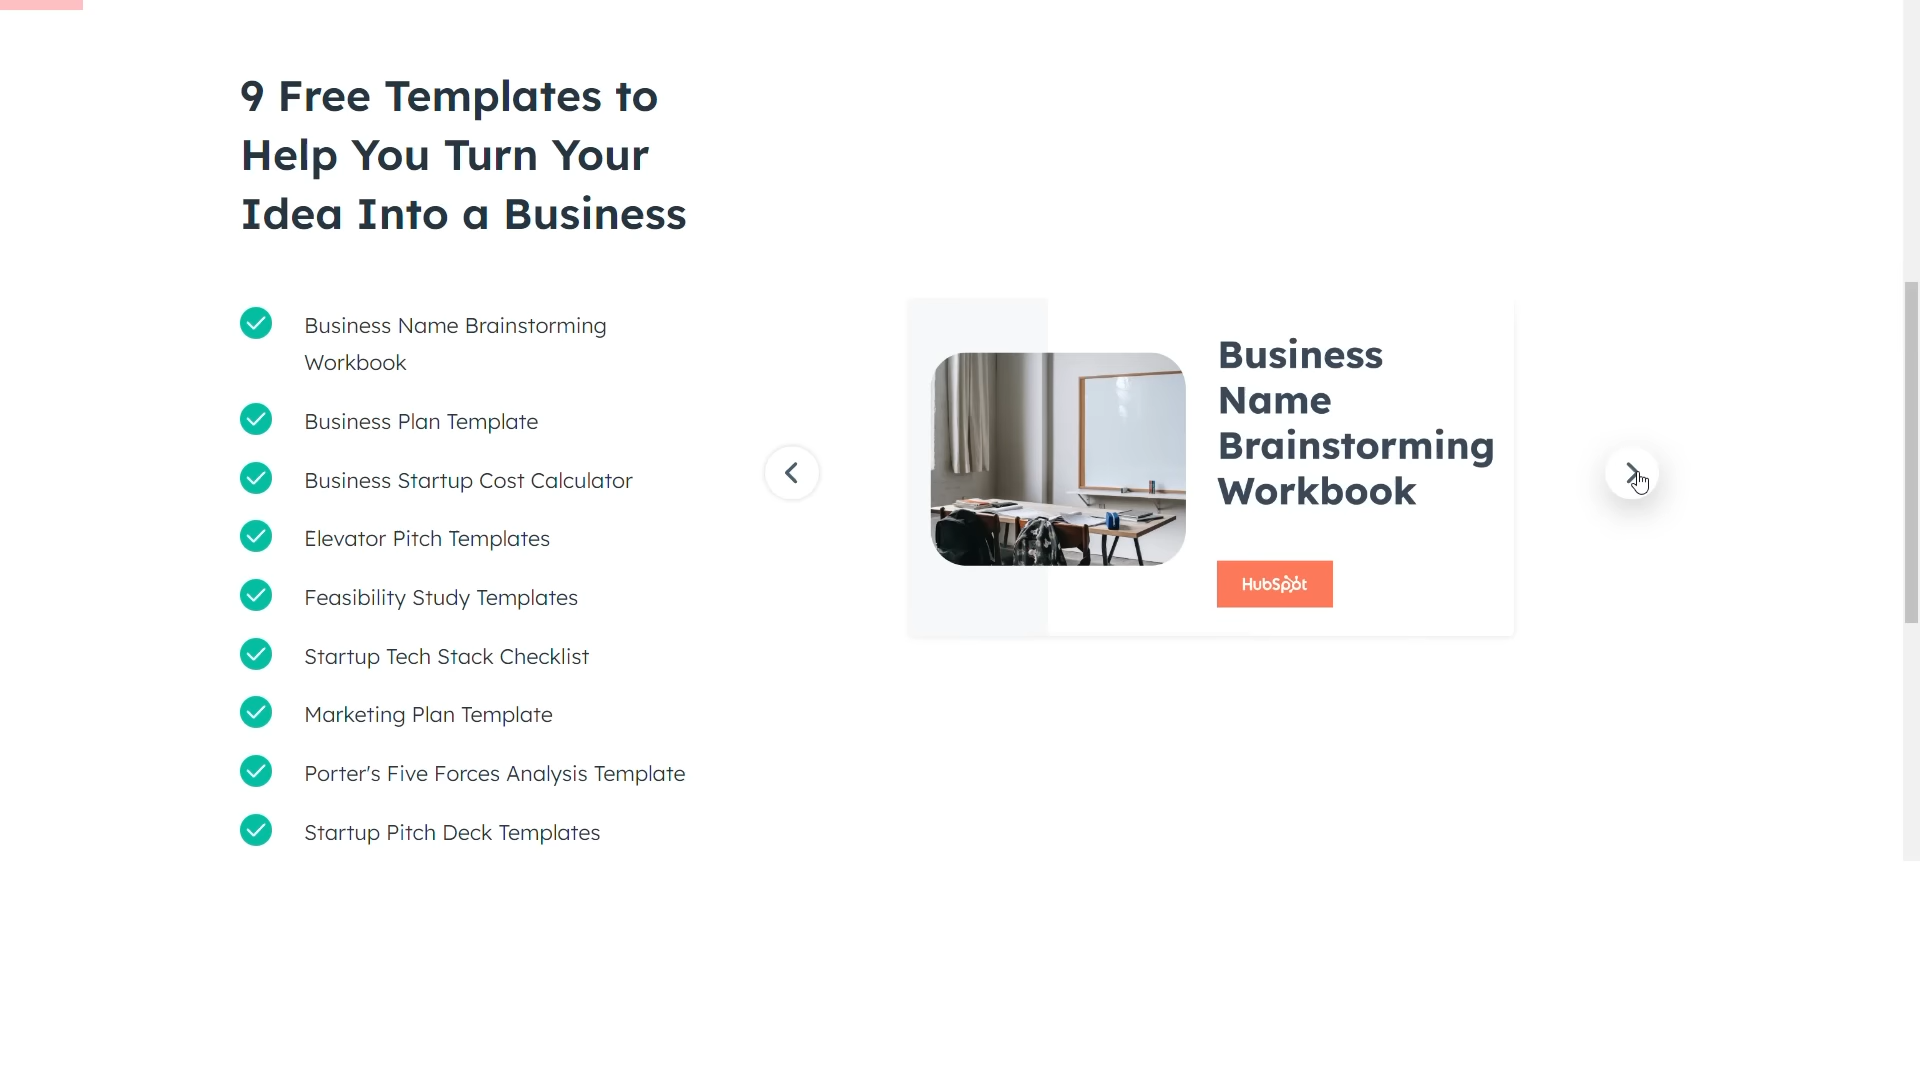 9 Free Templates to
Help You Turn Your
Idea Into a Business
Business Name Brainstorming
Workbook
Business Plan Template
Business Startup Cost Calculator
Elevator Pitch Templates
Feasibility Study Templates
Startup Tech Stack Checklist
Marketing Plan Template
Porter's Five Forces Analysis Template
Startup Pitch Deck Templates
Business
Name
Brainstorming
Workbook
HubSpot